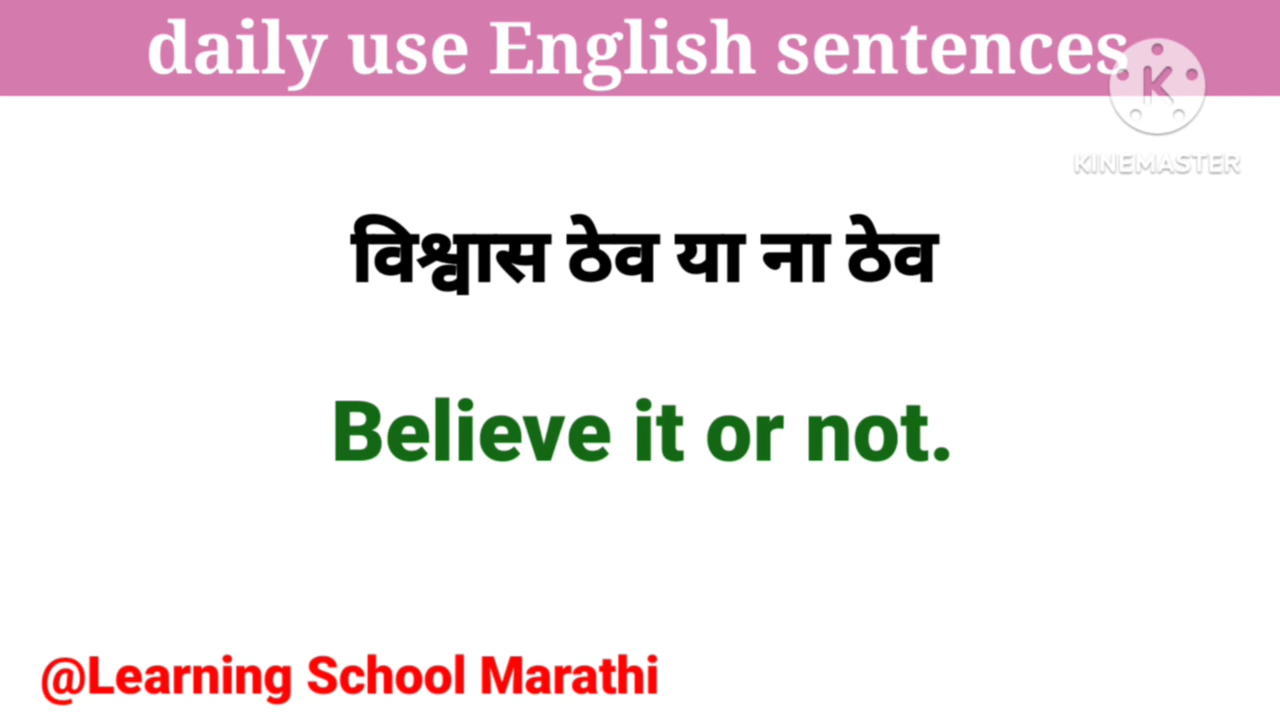 daily use English sentences
K
KINEMASTER
विश्वास ठेव या ना ठेव
Believe it or not.
@Learning School Marathi